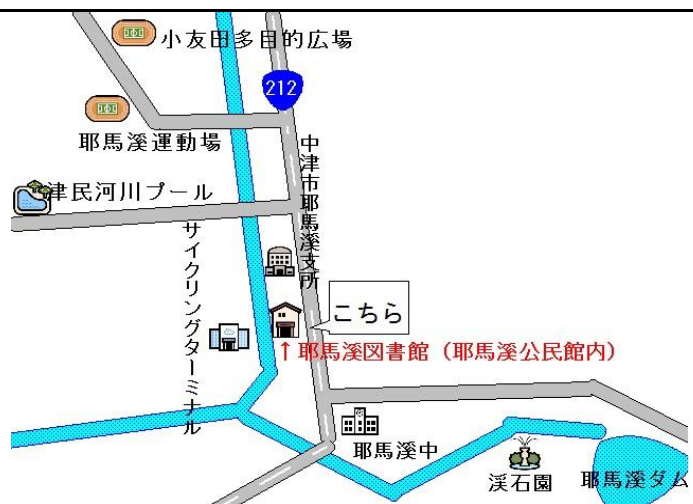 小友田多目的広場
212
耶馬溪運動場
中津市耶馬溪支所
津民河川プール
サイクリングターミナル
こちら
↑耶馬溪図書館（耶馬溪公民館内）
耶馬溪中
渓石園
耶馬溪ダム